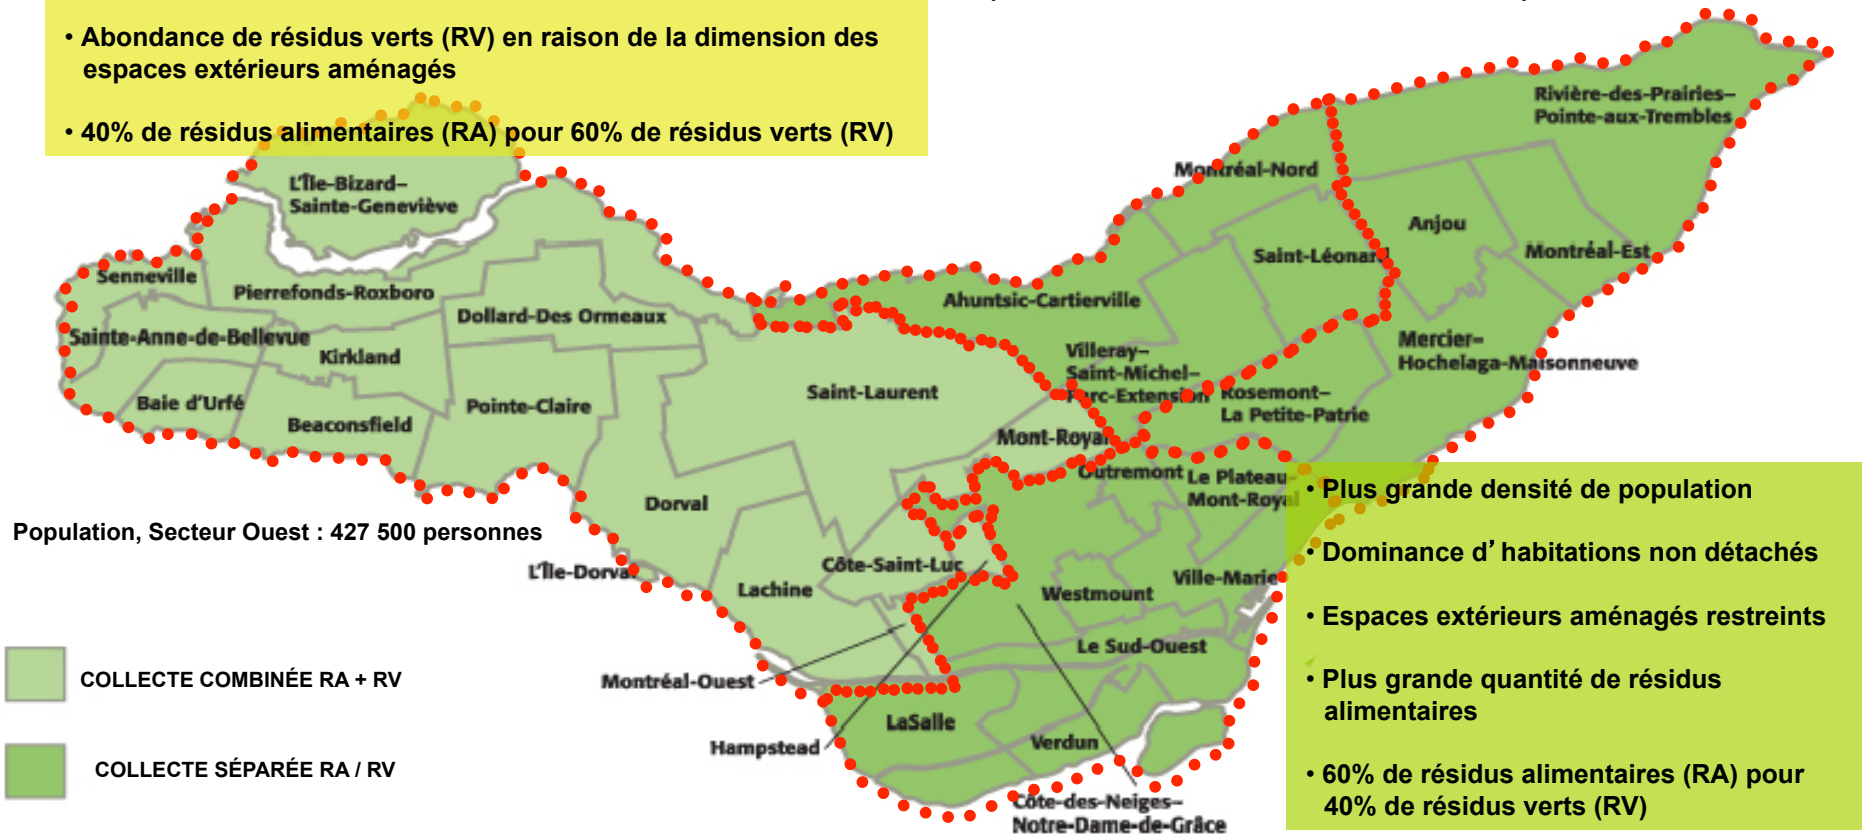 • Abondance de résidus verts (RV) en raison de la dimension des
espaces extérieurs aménagés
• 40% de résidus alimentaires (RA) pour 60% de résidus verts (RV)
Rivière-des-Prairies–
Pointe-aux-Trembles
Montréal-Nord
L'Île-Bizard–
Sainte-Geneviève
Anjou
Saint-Léonard
Montréal-Est
Senneville
Pierrefonds-Roxboro
Ahuntsic-Cartierville
Dollard-Des Ormeaux
Sainte-Anne-de-Bellevue
Kirkland
Villeray–
Saint-Michel–
Parc-Extension
Mercier–
Hochelaga-Maisonneuve
Saint-Laurent
Rosemont–
La Petite-Patrie
Baie d'Urfé
Beaconsfield
Pointe-Claire
Mont-Royal
Outremont
Le Plateau-
Mont-Royal
Dorval
Population, Secteur Ouest : 427 500 personnes
L'Île-Dorval
Côte-Saint-Luc
Lachine
Westmount
Ville-Marie
Le Sud-Ouest
Montréal-Ouest
LaSalle
Hampstead
Verdun
Côte-des-Neiges–
Notre-Dame-de-Grâce
COLLECTE COMBINÉE RA + RV
COLLECTE SÉPARÉE RA / RV
• Plus grande densité de population
• Dominance d'habitations non détachés
• Espaces extérieurs aménagés restreints
• Plus grande quantité de résidus
alimentaires
• 60% de résidus alimentaires (RA) pour
40% de résidus verts (RV)